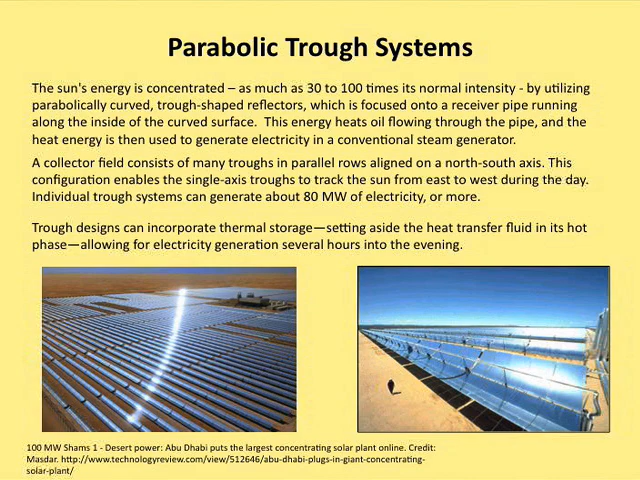 Parabolic Trough Systems
The sun's energy is concentrated – as much as 30 to 100 times its normal intensity - by utilizing
parabolically curved, trough-shaped reflectors, which is focused onto a receiver pipe running
along the inside of the curved surface.  This energy heats oil flowing through the pipe, and the
heat energy is then used to generate electricity in a conventional steam generator.
A collector field consists of many troughs in parallel rows aligned on a north-south axis. This
configuration enables the single-axis troughs to track the sun from east to west during the day.
Individual trough systems can generate about 80 MW of electricity, or more.
Trough designs can incorporate thermal storage—setting aside the heat transfer fluid in its hot
phase—allowing for electricity generation several hours into the evening.
100 MW Shams 1 - Desert power: Abu Dhabi puts the largest concentrating solar plant online. Credit:
Masdar. http://www.technologyreview.com/view/512646/abu-dhabi-plugs-in-giant-concentrating-
solar-plant/